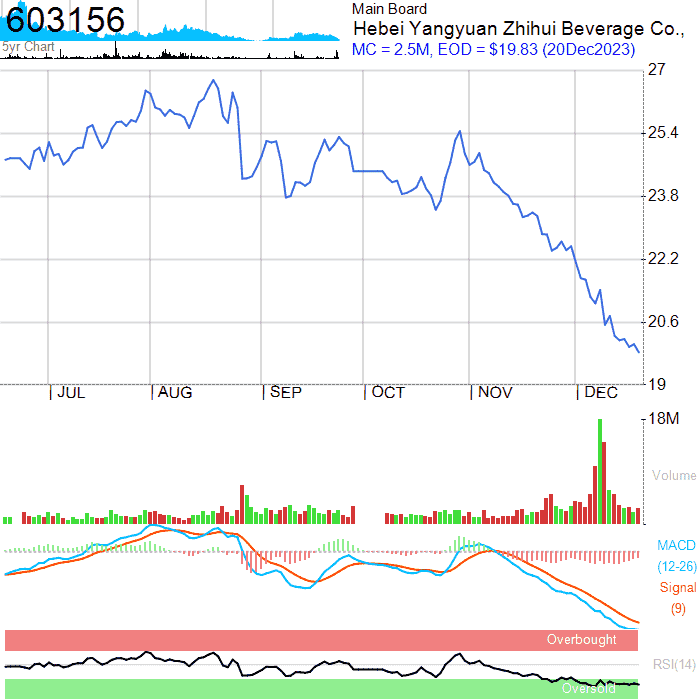 603156
5yr Chart
Main Board
Hebei Yangyuan Zhihui Beverage Co.,
MC = 2.5M, EOD = $19.83 (20Dec2023)
27
25.4
23.8
22.2
20.6
19
JUL
AUG
SEP
OCT
NOV
DEC
18M
Volume
MACD
(12-26)
Signal
(9)
Overbought
RSI(14)
Oversold